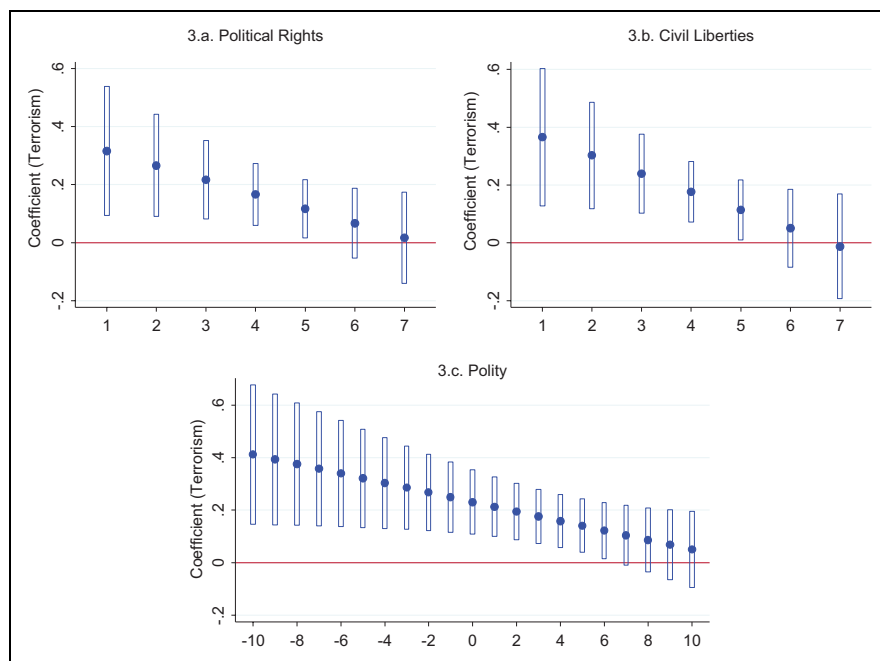 3.a. Political Rights
Coefficient (Terrorism)
.6
.4
.2
0
-.2
1 2 3 4 5 6 7
3.b. Civil Liberties
Coefficient (Terrorism)
.6
.4
.2
0
-.2
1 2 3 4 5 6 7
3.c. Polity
Coefficient (Terrorism)
.6
.4
.2
0
-.2
-10 -8 -6 -4 -2 0 2 4 6 8 10